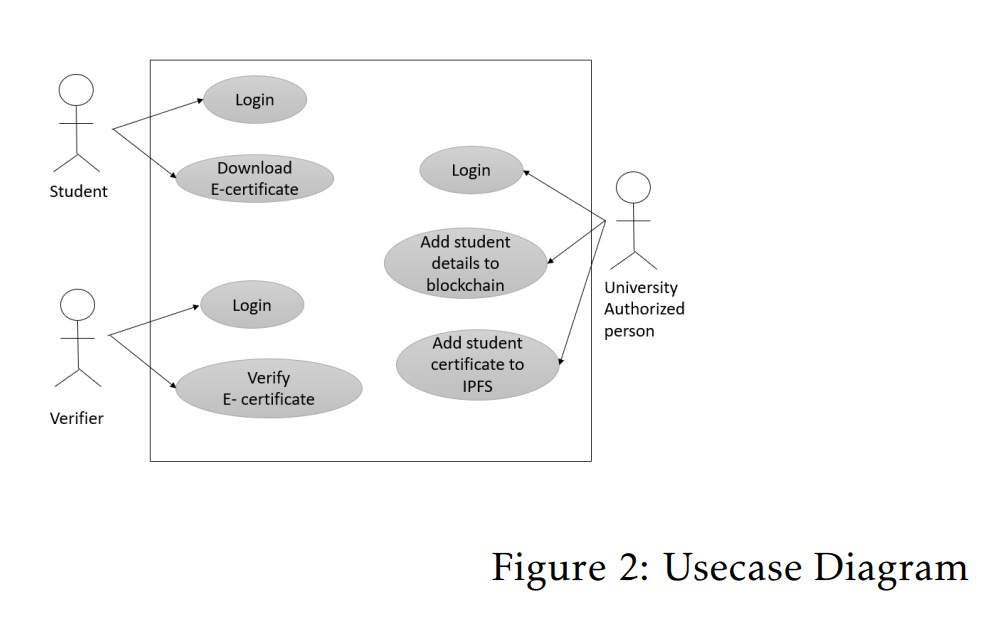 Login
Download
E-certificate
Student
Login
Add student
details to
blockchain
University
Authorized
person
Login
Add student
certificate to
IPFS
Verify
E- certificate
Verifier
Figure 2: Usecase Diagram